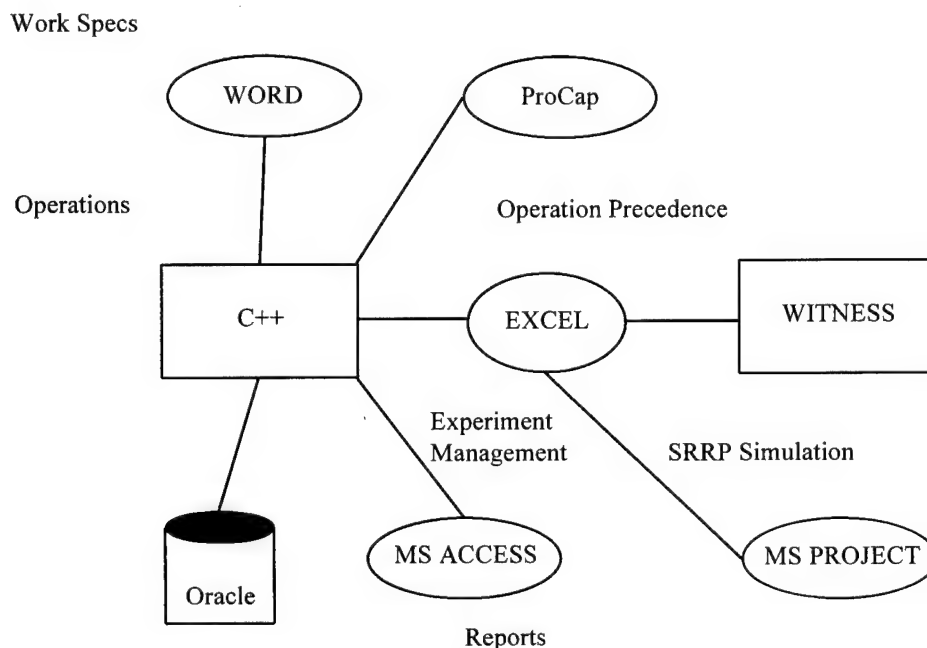 Work Specs
WORD
ProCap
Operations
Operation Precedence
C++
EXCEL
WITNESS
Experiment
Management
SRRP Simulation
Oracle
MS ACCESS
MS PROJECT
Reports